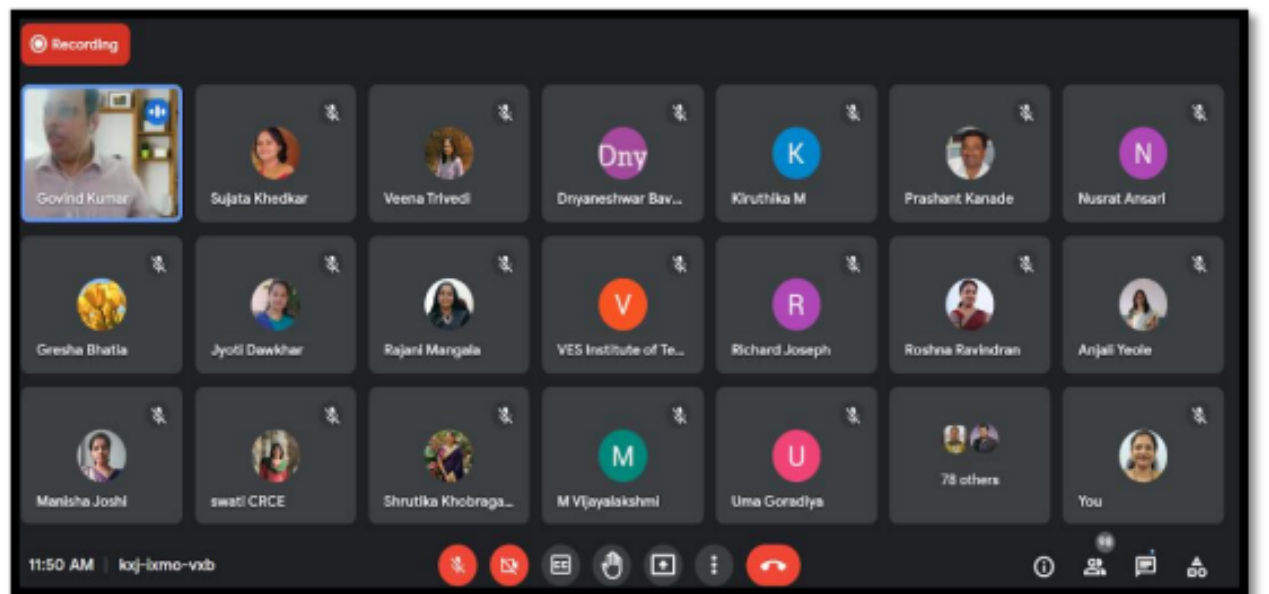 Recording
Govind Kumar
Sujata Khedkar
Veena Trivedi
Dny
Dnyaneshwar Bav...
K
Kiruthika M
Prashant Kanade
N
Nusrat Ansari
Gresha Bhatia
Jyoti Dawkhar
Rajani Mangala
V
VES Institute of Te...
R
Richard Joseph
Roshna Ravindran
Anjali Yeole
Manisha Joshi
swati CRCE
Shrutika Khobraga...
M
M Vijayalakshmi
U
Uma Goradiya
78 others
You
11:50 AM | kxj-ixmo-vxb
CC
98